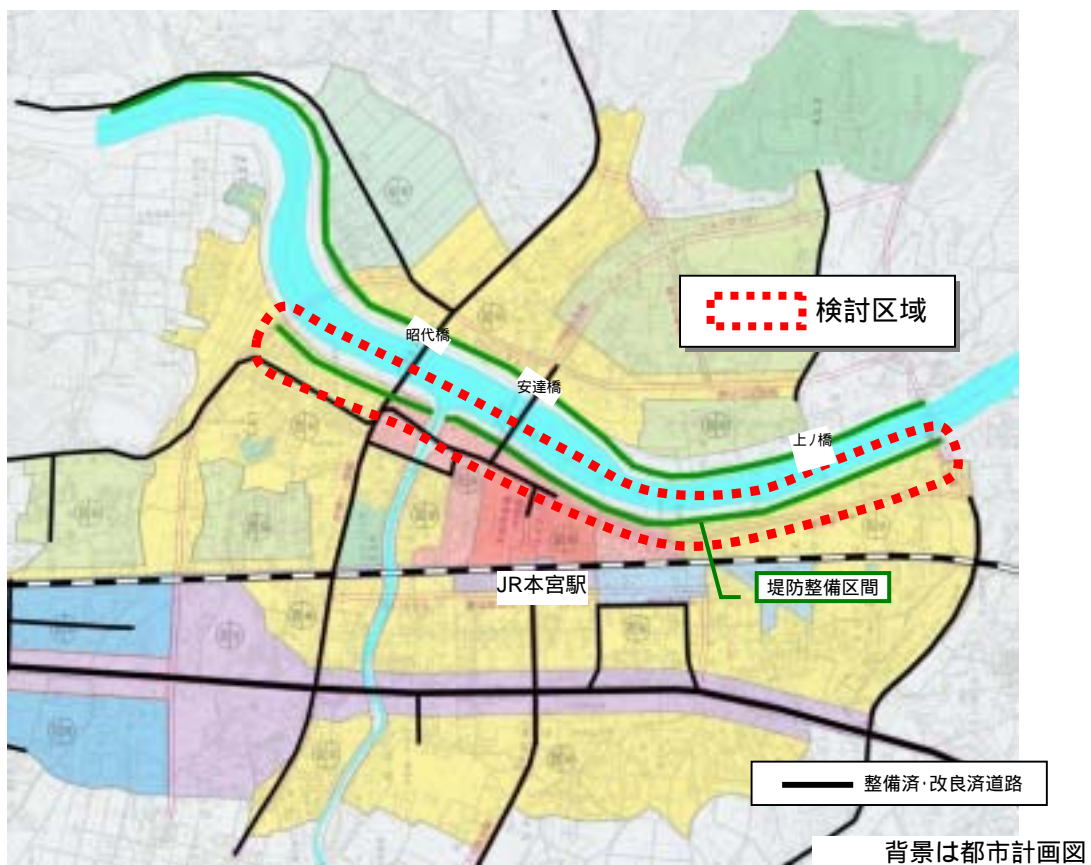 検討区域
昭代橋
安達橋
上ノ橋
JR本宮駅
堤防整備区間
整備済･改良済道路
背景は都市計画図